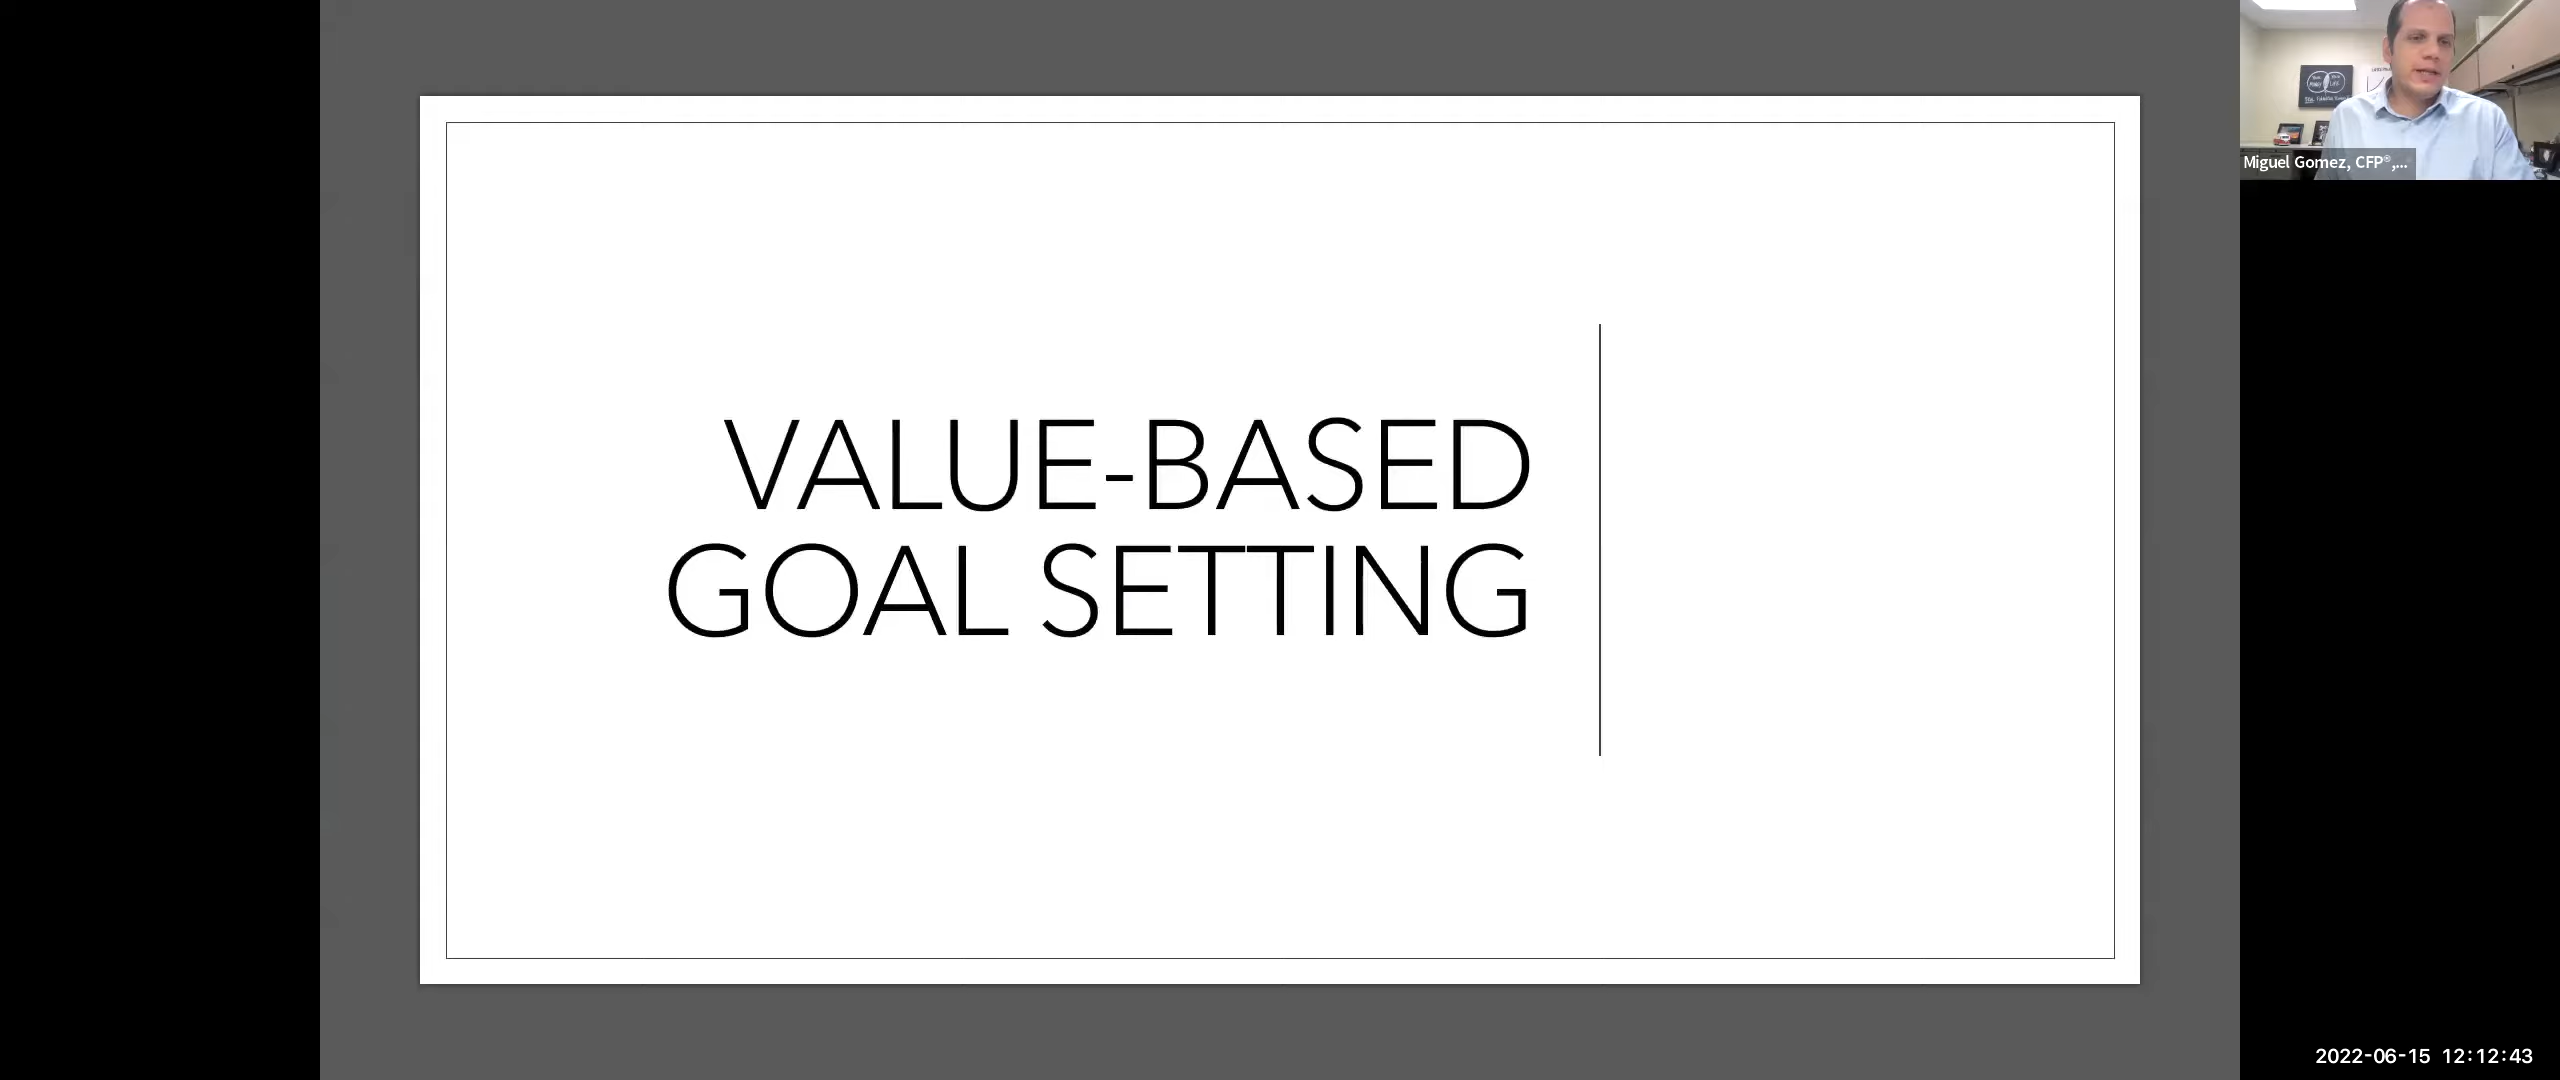 VALUE-BASED
GOAL SETTING
Miguel Gomez, CFP®,...
2022-06-15 12:12:43